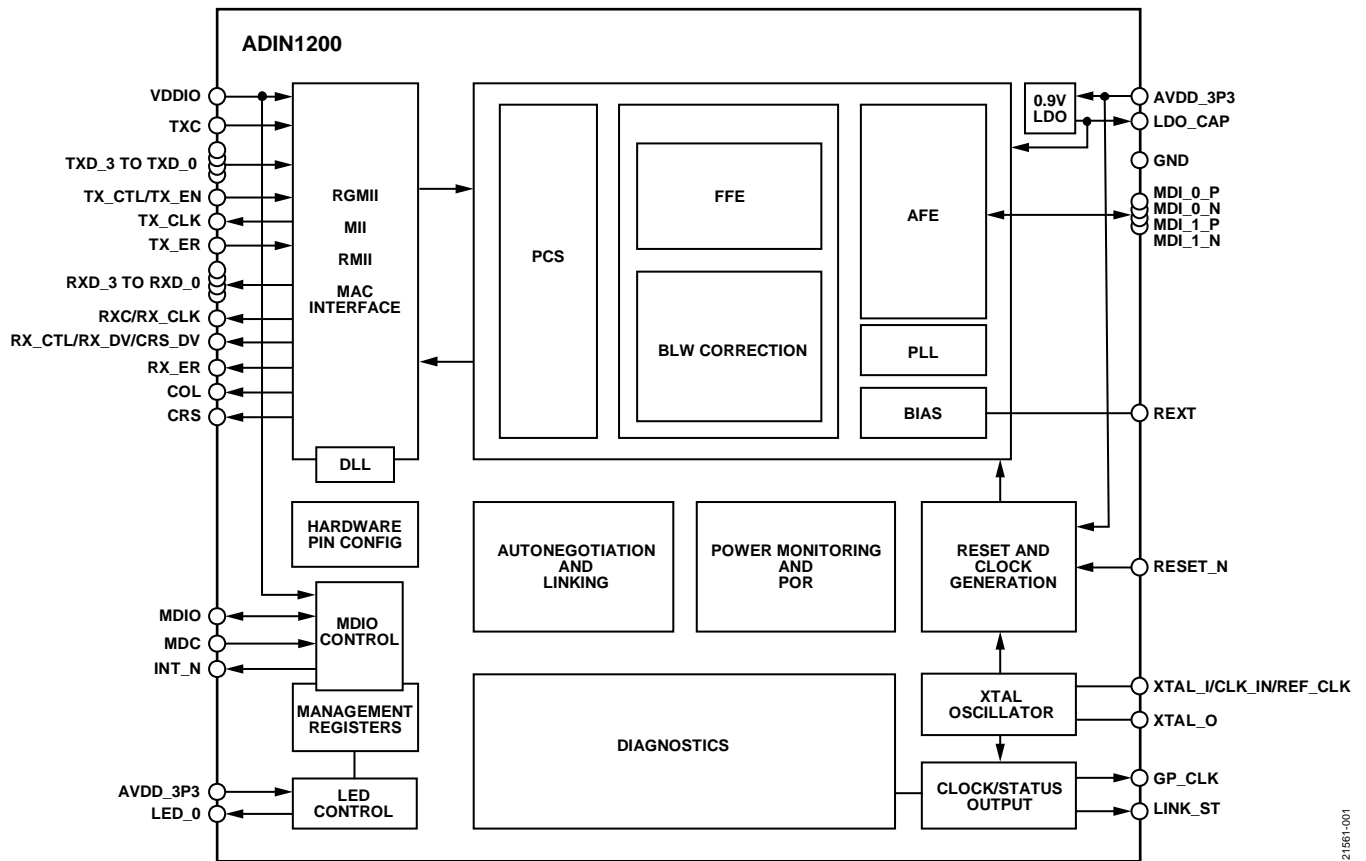 ADIN1200
VDDIO
TXC
TXD_3 TO TXD_0
TX_CTL/TX_EN
TX_CLK
TX_ER
RXD_3 TO RXD_0
RXC/RX_CLK
RX_CTL/RX_DV/CRS_DV
RX_ER
COL
CRS
RGMII
MII
RMII
MAC
INTERFACE
DLL
PCS
FFE
BLW CORRECTION
AFE
PLL
BIAS
0.9V
LDO
AVDD_3P3
LDO_CAP
GND
MDI_0_P
MDI_0_N
MDI_1_P
MDI_1_N
REXT
HARDWARE
PIN CONFIG
AUTONEGOTIATION
AND
LINKING
POWER MONITORING
AND
POR
RESET AND
CLOCK
GENERATION
RESET_N
MDIO
MDC
INT_N
MDIO
CONTROL
MANAGEMENT
REGISTERS
AVDD_3P3
LED_0
LED
CONTROL
DIAGNOSTICS
XTAL
OSCILLATOR
XTAL_I/CLK_IN/REF_CLK
XTAL_O
CLOCK/STATUS
OUTPUT
GP_CLK
LINK_ST
21561-001